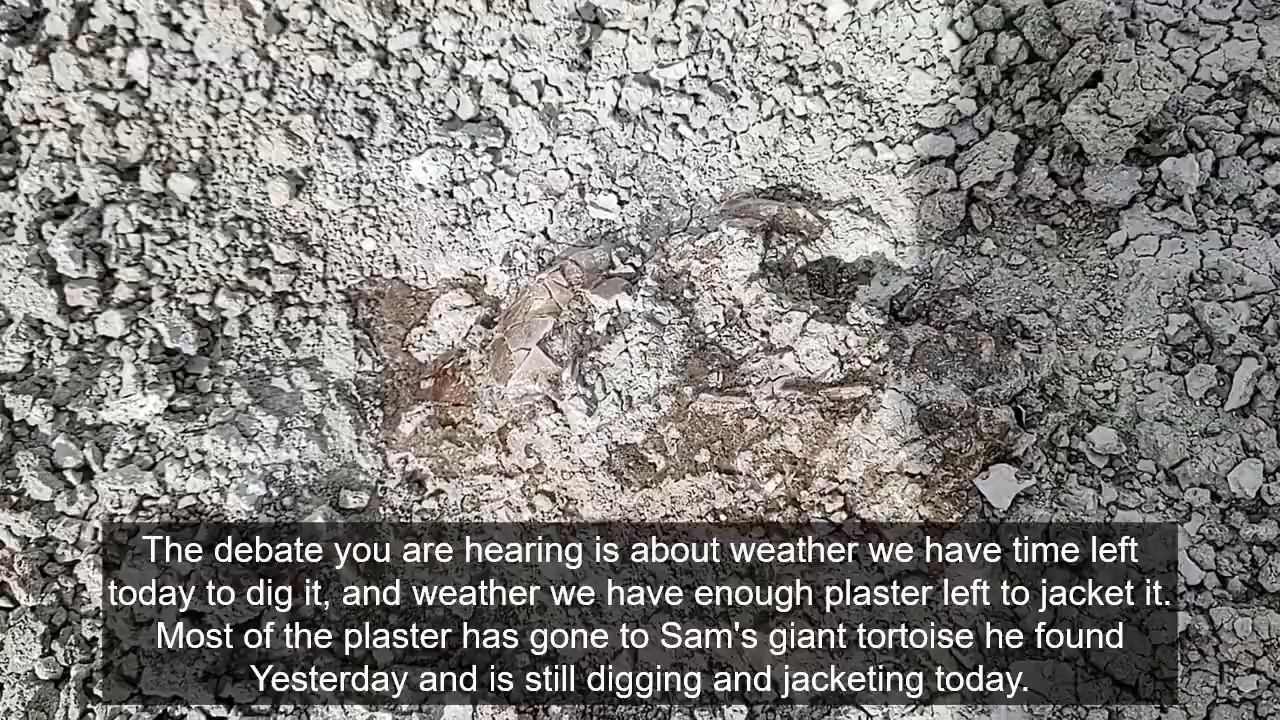 The debate you are hearing is about weather we have time left
today to dig it, and weather we have enough plaster left to jacket it.
Most of the plaster has gone to Sam's giant tortoise he found
Yesterday and is still digging and jacketing today.